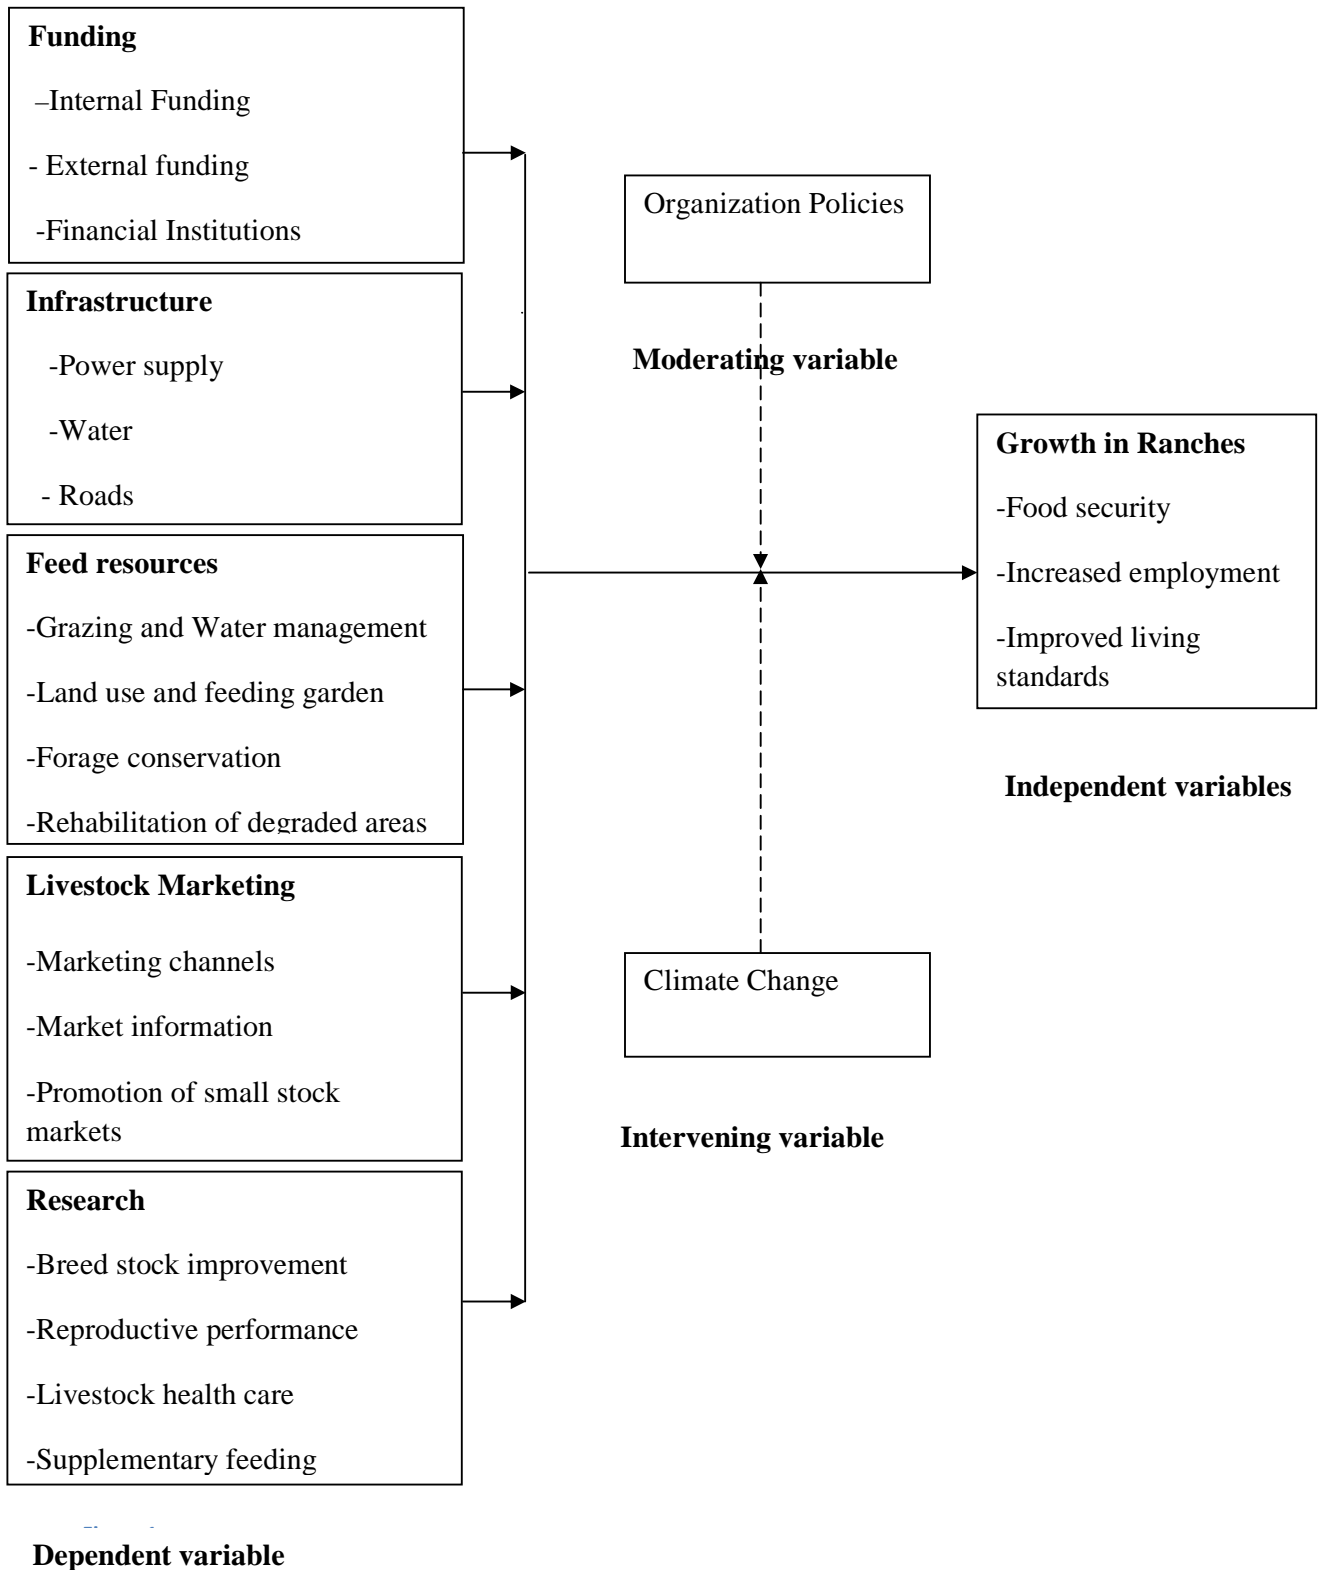 Funding
–Internal Funding
- External funding
-Financial Institutions
Infrastructure
-Power supply
-Water
- Roads
Feed resources
-Grazing and Water management
-Land use and feeding garden
-Forage conservation
-Rehabilitation of degraded areas
Livestock Marketing
-Marketing channels
-Market information
-Promotion of small stock
markets
Research
-Breed stock improvement
-Reproductive performance
-Livestock health care
-Supplementary feeding
Dependent variable
Organization Policies
Moderating variable
Climate Change
Intervening variable
Growth in Ranches
-Food security
-Increased employment
-Improved living
standards
Independent variables